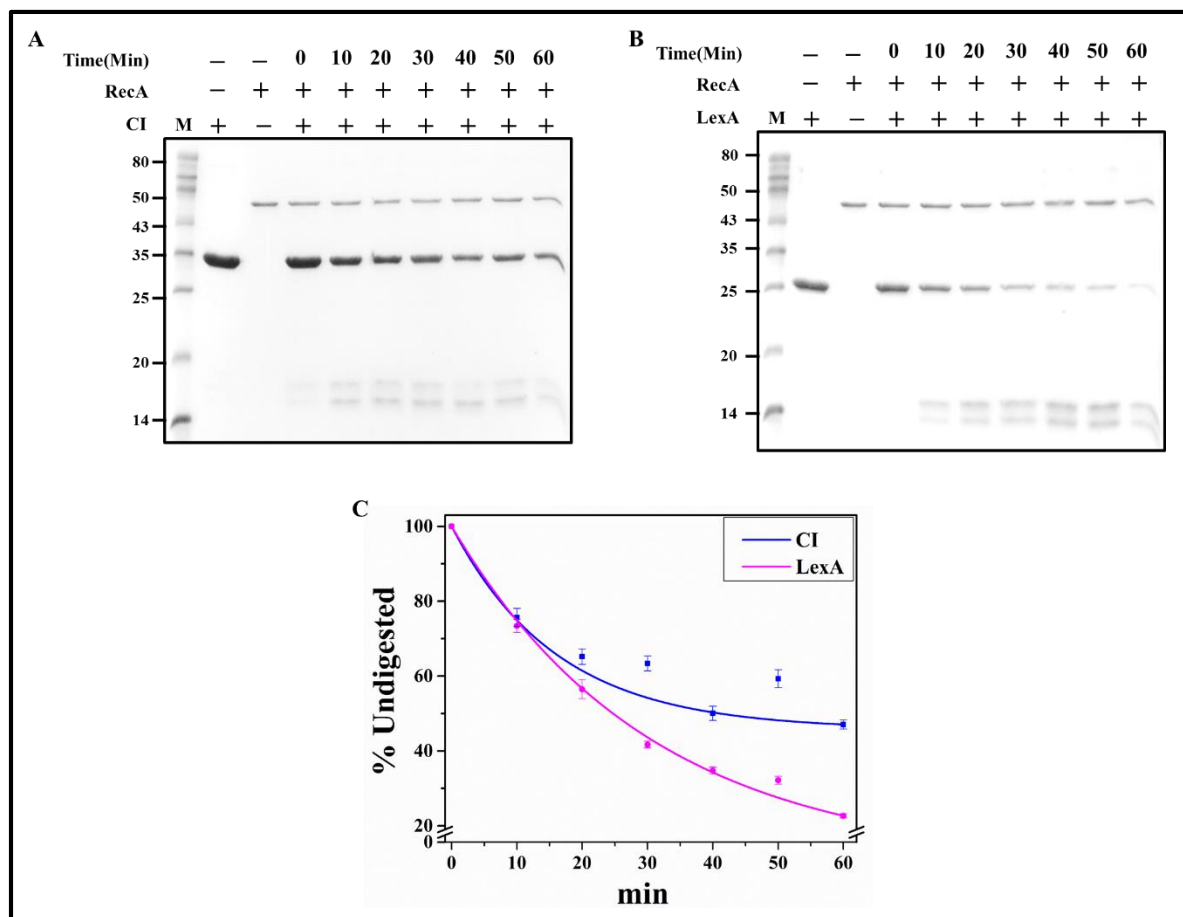 A
Time(Min) – – 0 10 20 30 40 50 60
RecA – + + + + + + + +
CI M + – + + + + + + +
80
50
43
35
25
20
14
B
Time(Min) – – 0 10 20 30 40 50 60
RecA – + + + + + + + +
LexA M + – + + + + + + +
80
50
43
35
25
20
14
C
CI
LexA
% Undigested
100
80
60
40
20
0
0 10 20 30 40 50 60
min